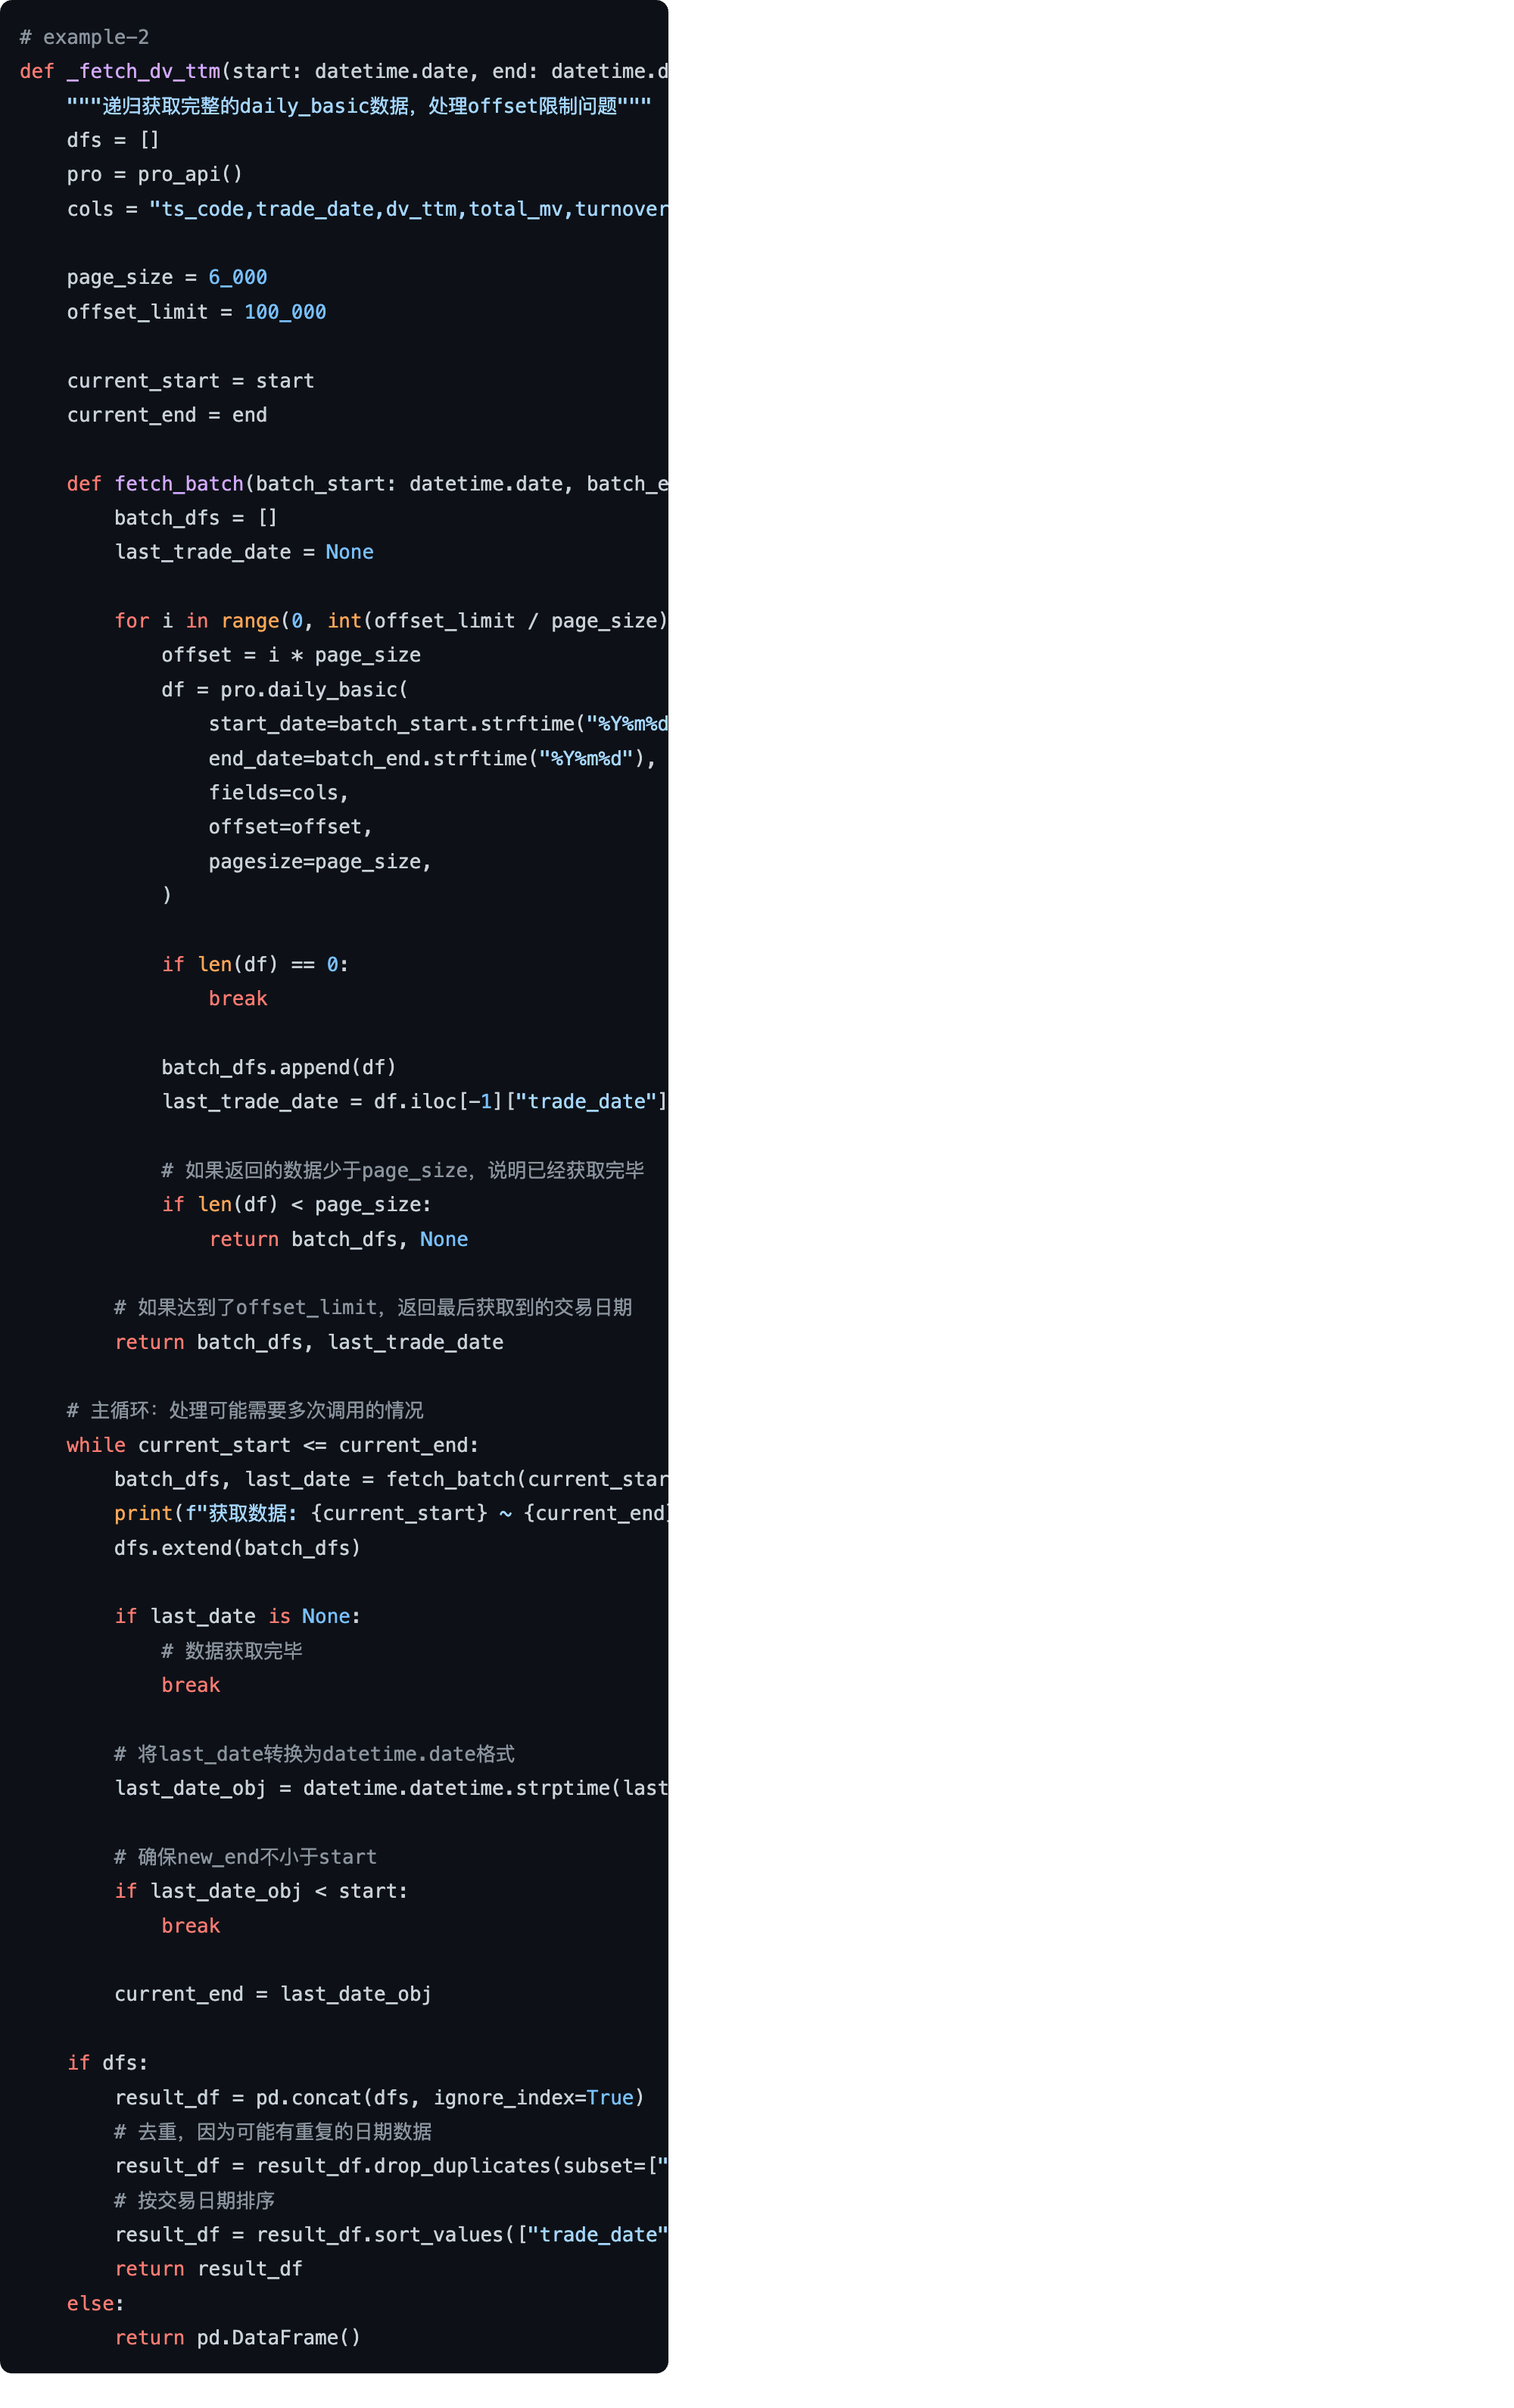 # example-2
def _fetch_dv_ttm(start: datetime.date, end: datetime.d
    """递归获取完整的daily_basic数据，处理offset限制问题"""
    dfs = []
    pro = pro_api()
    cols = "ts_code,trade_date,dv_ttm,total_mv,turnover

    page_size = 6_000
    offset_limit = 100_000

    current_start = start
    current_end = end

    def fetch_batch(batch_start: datetime.date, batch_e
        batch_dfs = []
        last_trade_date = None

        for i in range(0, int(offset_limit / page_size)
            offset = i * page_size
            df = pro.daily_basic(
                start_date=batch_start.strftime("%Y%m%d
                end_date=batch_end.strftime("%Y%m%d"),
                fields=cols,
                offset=offset,
                pagesize=page_size,
            )

            if len(df) == 0:
                break

            batch_dfs.append(df)
            last_trade_date = df.iloc[-1]["trade_date"]

            # 如果返回的数据少于page_size，说明已经获取完毕
            if len(df) < page_size:
                return batch_dfs, None

        # 如果达到了offset_limit，返回最后获取到的交易日期
        return batch_dfs, last_trade_date

    # 主循环：处理可能需要多次调用的情况
    while current_start <= current_end:
        batch_dfs, last_date = fetch_batch(current_star
        print(f"获取数据: {current_start} ~ {current_end}
        dfs.extend(batch_dfs)

        if last_date is None:
            # 数据获取完毕
            break

        # 将last_date转换为datetime.date格式
        last_date_obj = datetime.datetime.strptime(last

        # 确保new_end不小于start
        if last_date_obj < start:
            break

        current_end = last_date_obj

    if dfs:
        result_df = pd.concat(dfs, ignore_index=True)
        # 去重，因为可能有重复的日期数据
        result_df = result_df.drop_duplicates(subset=["
        # 按交易日期排序
        result_df = result_df.sort_values(["trade_date"
        return result_df
    else:
        return pd.DataFrame()